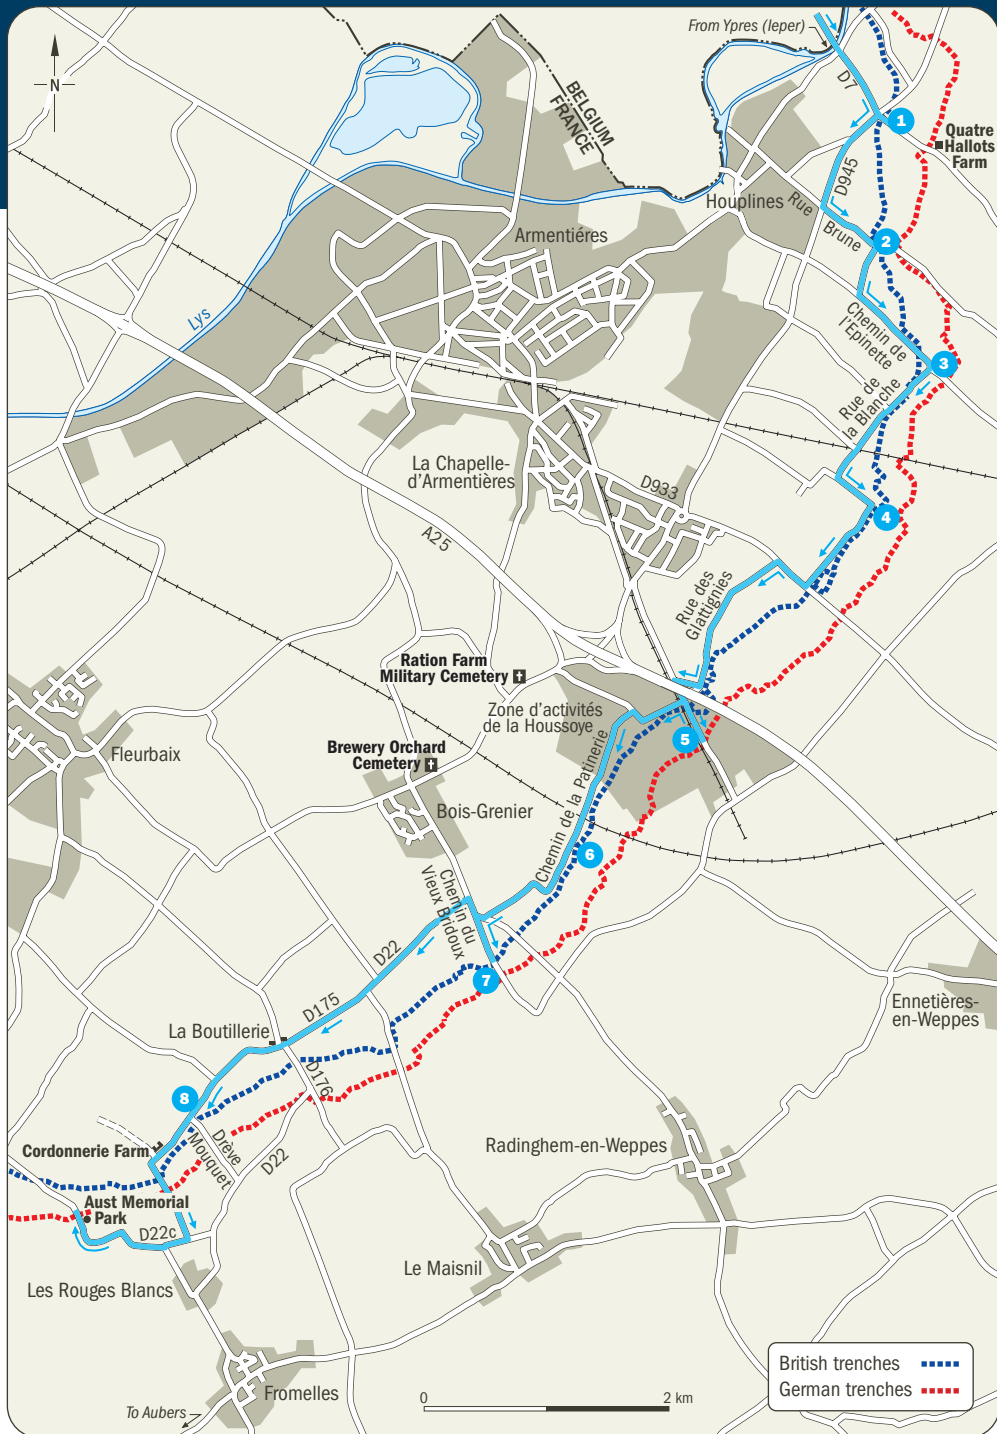 From Ypres (Ieper)
N
D7
BELGIUM
FRANCE
1
Quatre
Hallots
Farm
D945
Houplines
Rue
Brune
2
Armentiéres
Lys
Chemin de
l'Epinette
3
Rue de
la Blanche
La Chapelle-
d'Armentières
D933
4
A25
Rue des
Glattignies
Ration Farm
Military Cemetery
Zone d'activités
de la Houssoye
5
Brewery Orchard
Cemetery
Fleurbaix
Bois-Grenier
Chemin de la Patinerie
6
Chemin du
Vieux Bridoux
D22
7
D175
Ennetières-
en-Weppes
La Boutillerie
D176
8
Drève
Mouquet
D22
Radinghem-en-Weppes
Cordonnerie Farm
Aust Memorial
Park
D22c
Le Maisnil
Les Rouges Blancs
British trenches
German trenches
Fromelles
0
2 km
To Aubers